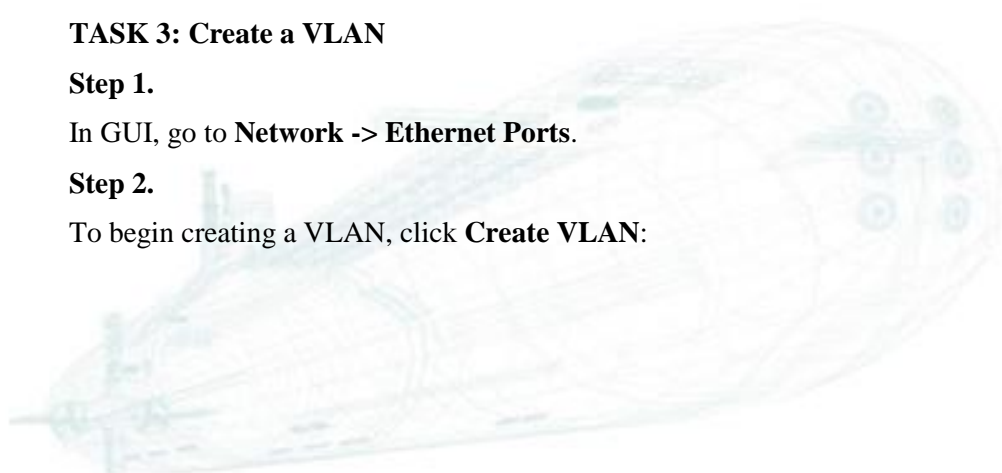 TASK 3: Create a VLAN
Step 1.
In GUI, go to Network -> Ethernet Ports.
Step 2.
To begin creating a VLAN, click Create VLAN: